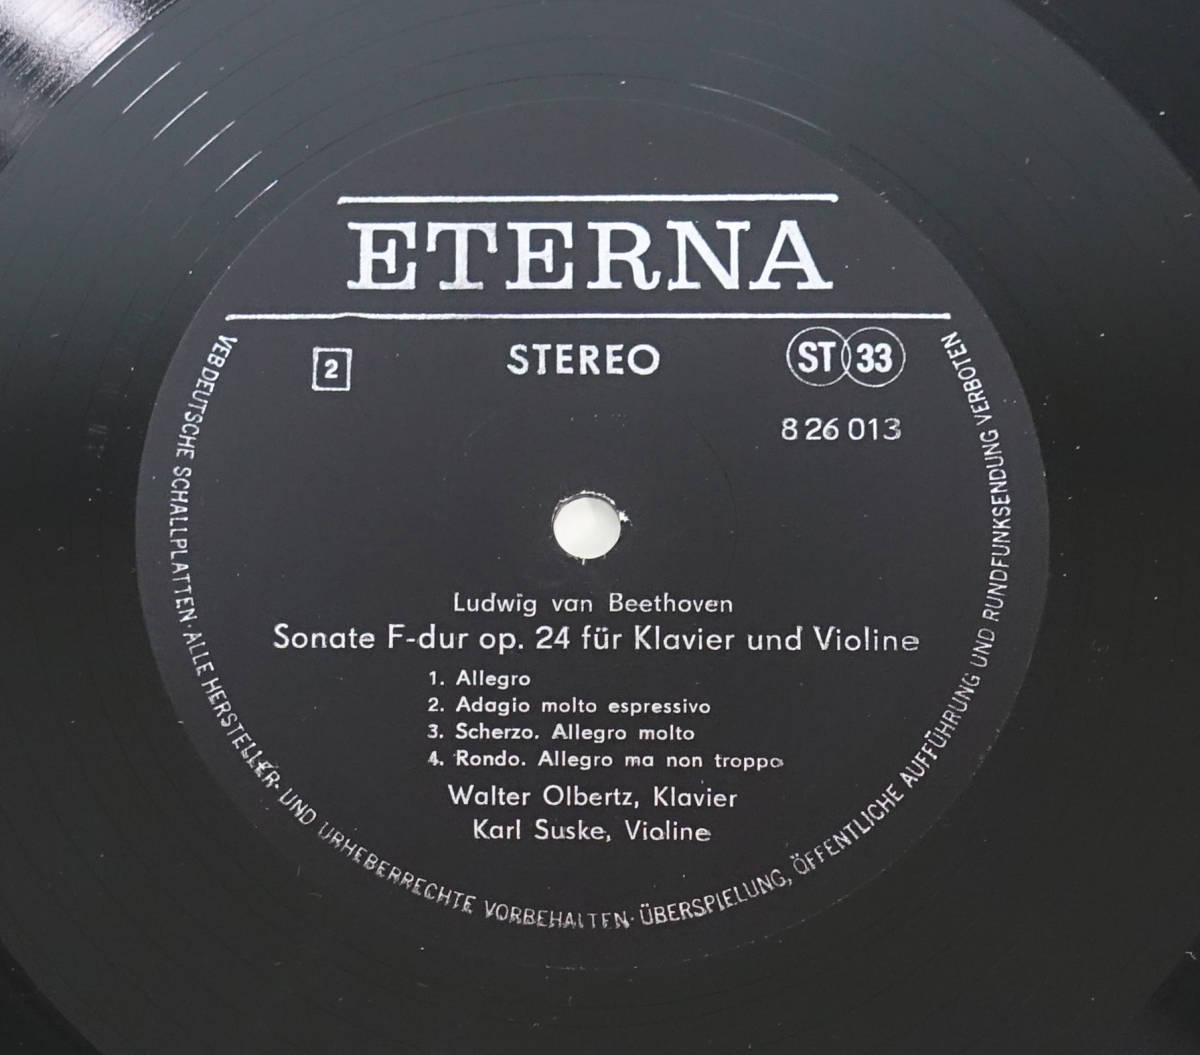 ETERNA
2 STEREO ST 33
8 26 013
Ludwig van Beethoven
Sonate F-dur op. 24 für Klavier und Violine
1. Allegro
2. Adagio molto espressivo
3. Scherzo. Allegro molto
4. Rondo. Allegro ma non troppo
Walter Olbertz, Klavier
Karl Suske, Violine
VEB DEUTSCHE SCHALLPLATTEN · ALLE HERSTELLER- UND URHEBERRECHTE VORBEHALTEN · ÜBERSPIELUNG, ÖFFENTLICHE AUFFÜHRUNG UND RUNDFUNKSENDUNG VERBOTEN